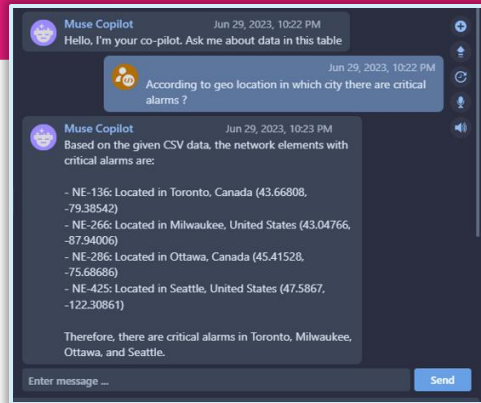 Muse Copilot Jun 29, 2023, 10:22 PM
Hello, I'm your co-pilot. Ask me about data in this table
Jun 29, 2023, 10:22 PM
According to geo location in which city there are critical
alarms ?
Muse Copilot Jun 29, 2023, 10:23 PM
Based on the given CSV data, the network elements with
critical alarms are:
- NE-136: Located in Toronto, Canada (43.66808,
-79.38542)
- NE-266: Located in Milwaukee, United States (43.04766,
-87.94006)
- NE-286: Located in Ottawa, Canada (45.41528,
-75.68686)
- NE-425: Located in Seattle, United States (47.5867,
-122.30861)
Therefore, there are critical alarms in Toronto, Milwaukee,
Ottawa, and Seattle.
Enter message ...
Send